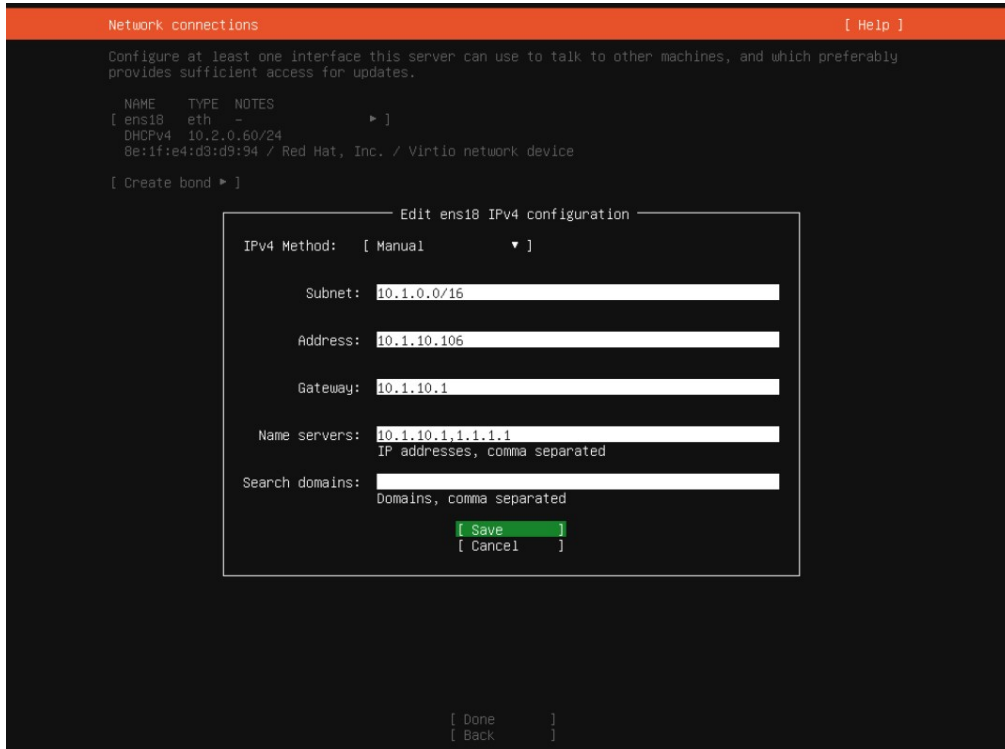 Network connections [ Help ]
Configure at least one interface this server can use to talk to other machines, and which preferably
provides sufficient access for updates.
NAME TYPE NOTES
[ ens18 eth - ▸ ]
DHCPv4 10.2.0.60/24
8e:1f:e4:d3:d9:94 / Red Hat, Inc. / Virtio network device
[ Create bond ▸ ]
Edit ens18 IPv4 configuration
IPv4 Method: [ Manual ▾ ]
Subnet: 10.1.0.0/16
Address: 10.1.10.106
Gateway: 10.1.10.1
Name servers: 10.1.10.1,1.1.1.1
IP addresses, comma separated
Search domains:
Domains, comma separated
[ Save ]
[ Cancel ]
[ Done ]
[ Back ]